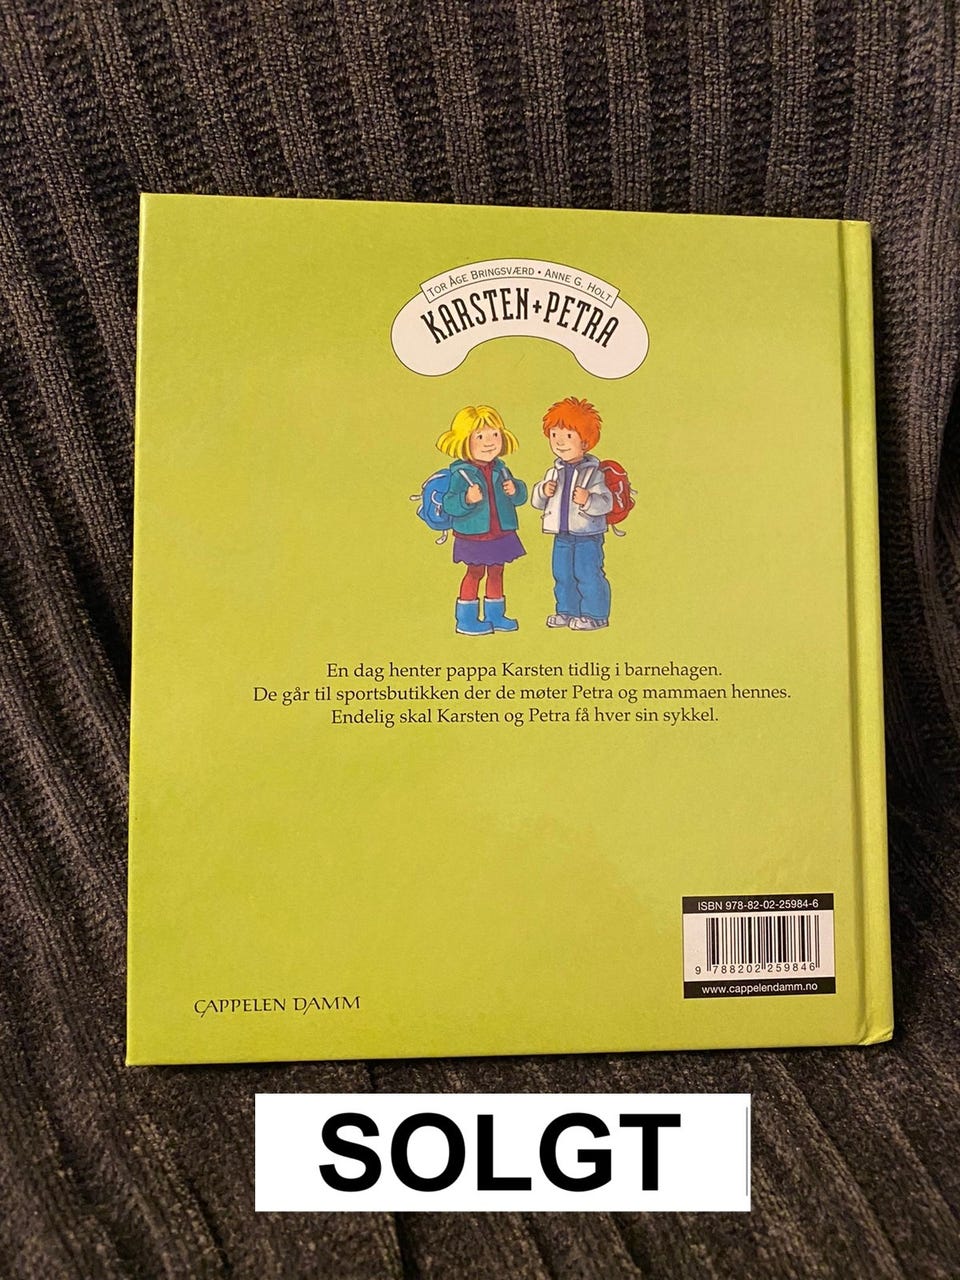 TOR ÅGE BRINGSVÆRD • ANNE G. HOLT
KARSTEN+PETRA
En dag henter pappa Karsten tidlig i barnehagen.
De går til sportsbutikken der de møter Petra og mammaen hennes.
Endelig skal Karsten og Petra få hver sin sykkel.
ISBN 978-82-02-25984-6
9 788202 259846
www.cappelendamm.no
CAPPELEN DAMM
SOLGT